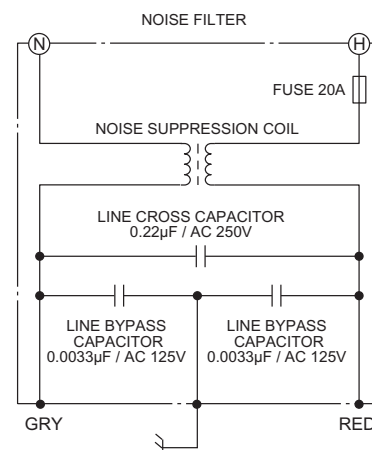 NOISE FILTER
N
H
FUSE 20A
NOISE SUPPRESSION COIL
LINE CROSS CAPACITOR
0.22µF / AC 250V
LINE BYPASS
CAPACITOR
0.0033µF / AC 125V
LINE BYPASS
CAPACITOR
0.0033µF / AC 125V
GRY
RED